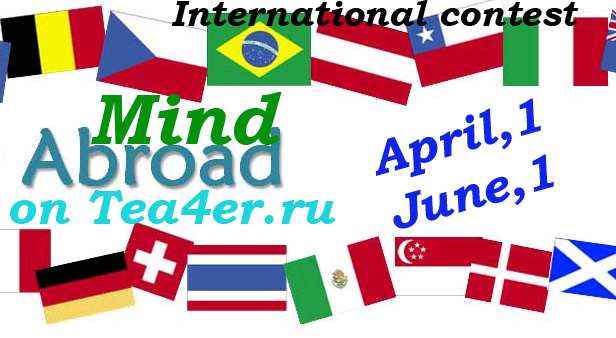 International contest
Mind
Abroad
on Tea4er.ru
April,1
June,1